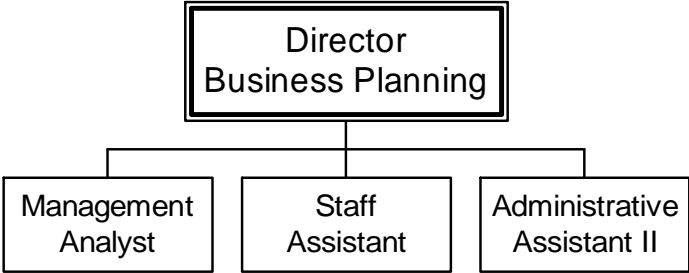 Director
Business Planning
Management
Analyst
Staff
Assistant
Administrative
Assistant II